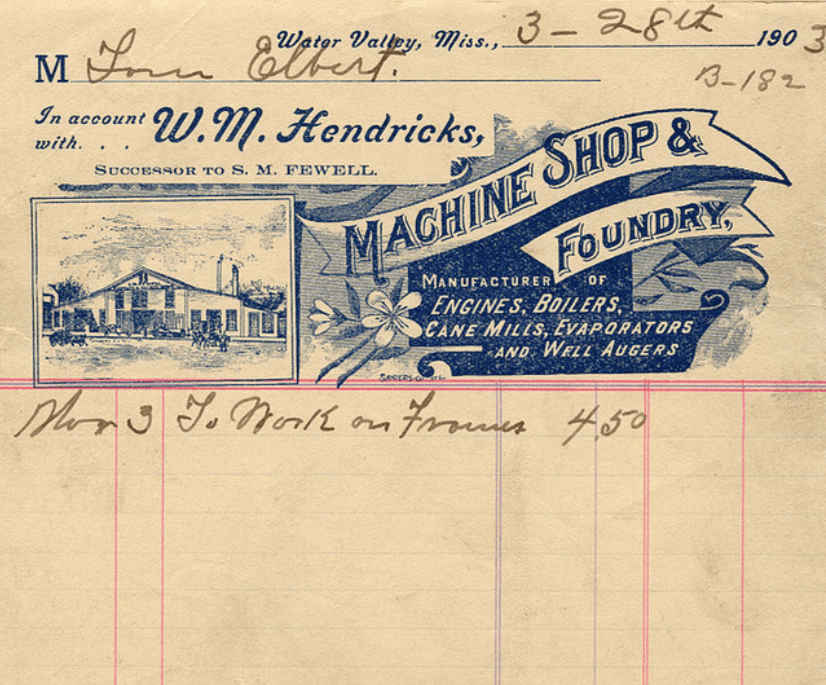 Water Valley, Miss., 3 - 28th 1903
M Tom Elbert.
B-182
In account with. . . W. M. Hendricks,
SUCCESSOR TO S. M. FEWELL.
MACHINE SHOP &
FOUNDRY,
MANUFACTURER OF
ENGINES, BOILERS,
CANE MILLS, EVAPORATORS
AND WELL AUGERS
Mar 3 To Work on Frames 4.50